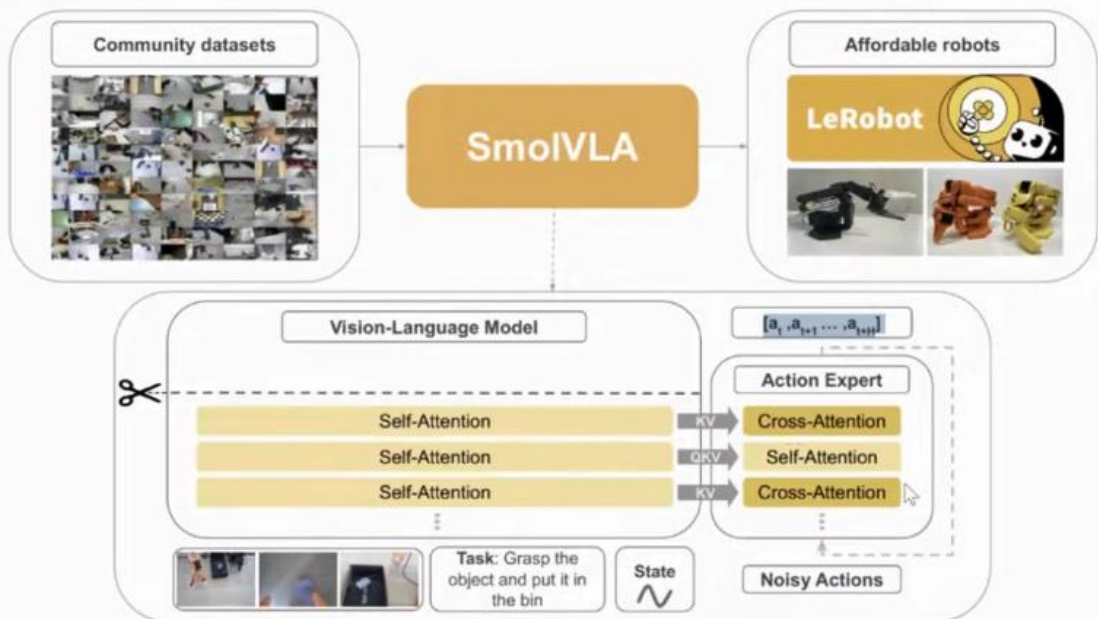 Community datasets
SmolVLA
Affordable robots
LeRobot
Vision-Language Model
[a_t ,a_{t+1} ... ,a_{t+H}]
Action Expert
Self-Attention
KV
Cross-Attention
Self-Attention
QKV
Self-Attention
Self-Attention
KV
Cross-Attention
Task: Grasp the
object and put it in
the bin
State
Noisy Actions